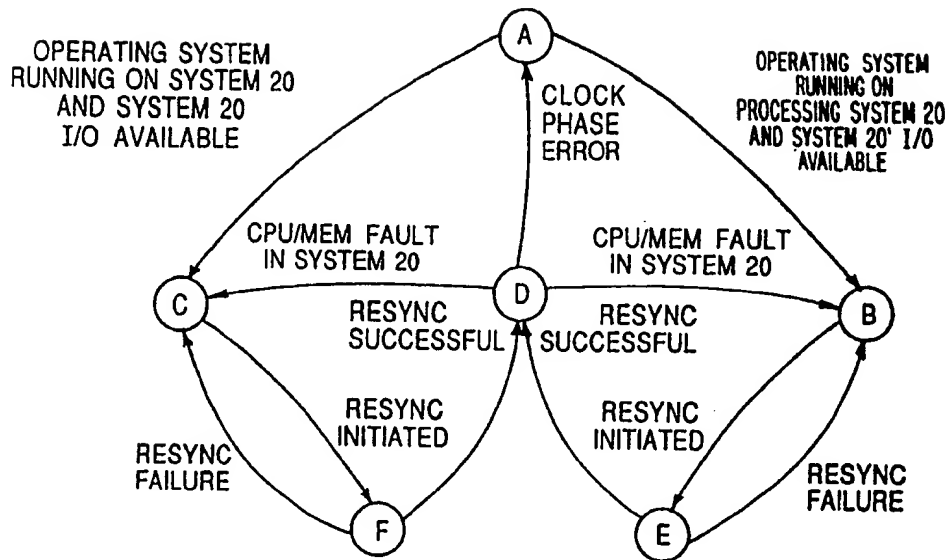 A
OPERATING SYSTEM
RUNNING ON SYSTEM 20
AND SYSTEM 20
I/O AVAILABLE
CLOCK
PHASE
ERROR
OPERATING SYSTEM
RUNNING ON
PROCESSING SYSTEM 20
AND SYSTEM 20' I/O
AVAILABLE
CPU/MEM FAULT
IN SYSTEM 20
CPU/MEM FAULT
IN SYSTEM 20
C
D
B
RESYNC
SUCCESSFUL
RESYNC
SUCCESSFUL
RESYNC
INITIATED
RESYNC
INITIATED
RESYNC
FAILURE
RESYNC
FAILURE
F
E